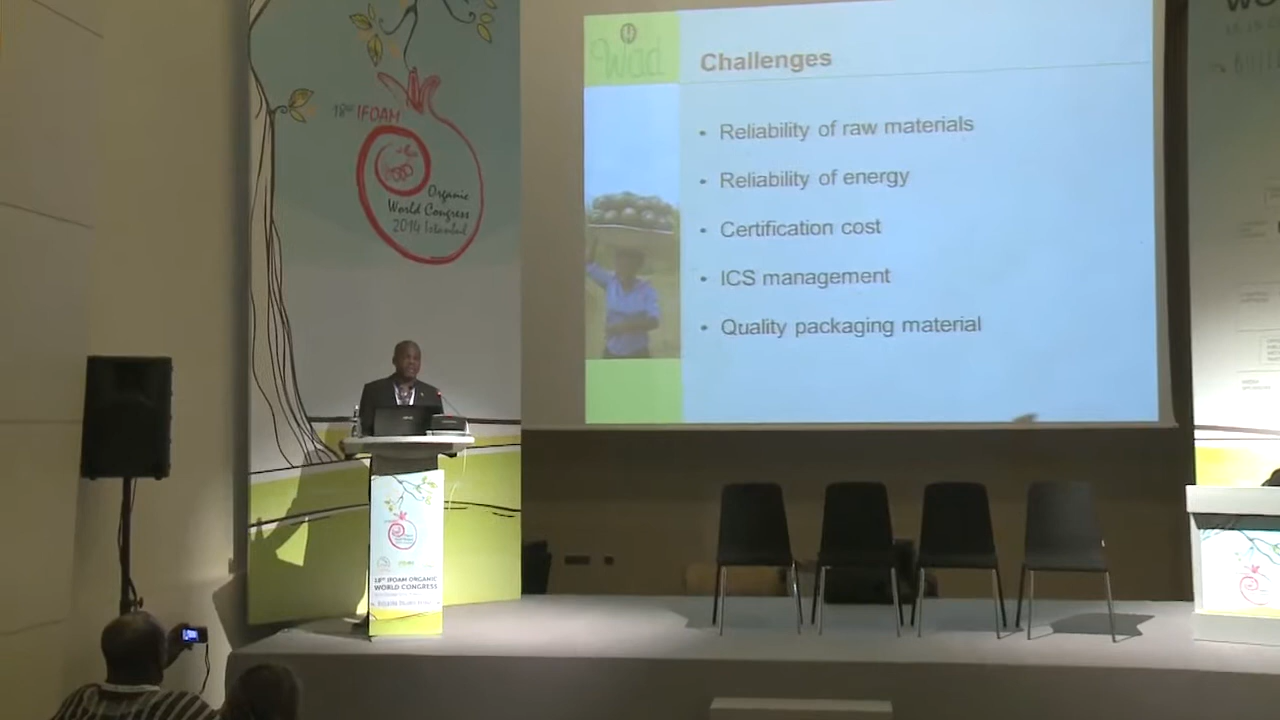 18th IFOAM
Organic
World Congress
2014 Istanbul
Wad
Challenges
• Reliability of raw materials
• Reliability of energy
• Certification cost
• ICS management
• Quality packaging material
18th IFOAM ORGANIC
WORLD CONGRESS